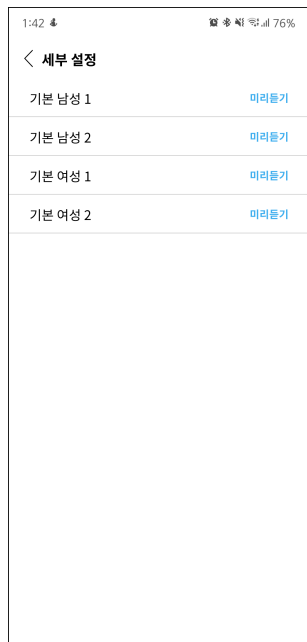 1:42 76%
세부 설정
기본 남성 1 미리듣기
기본 남성 2 미리듣기
기본 여성 1 미리듣기
기본 여성 2 미리듣기